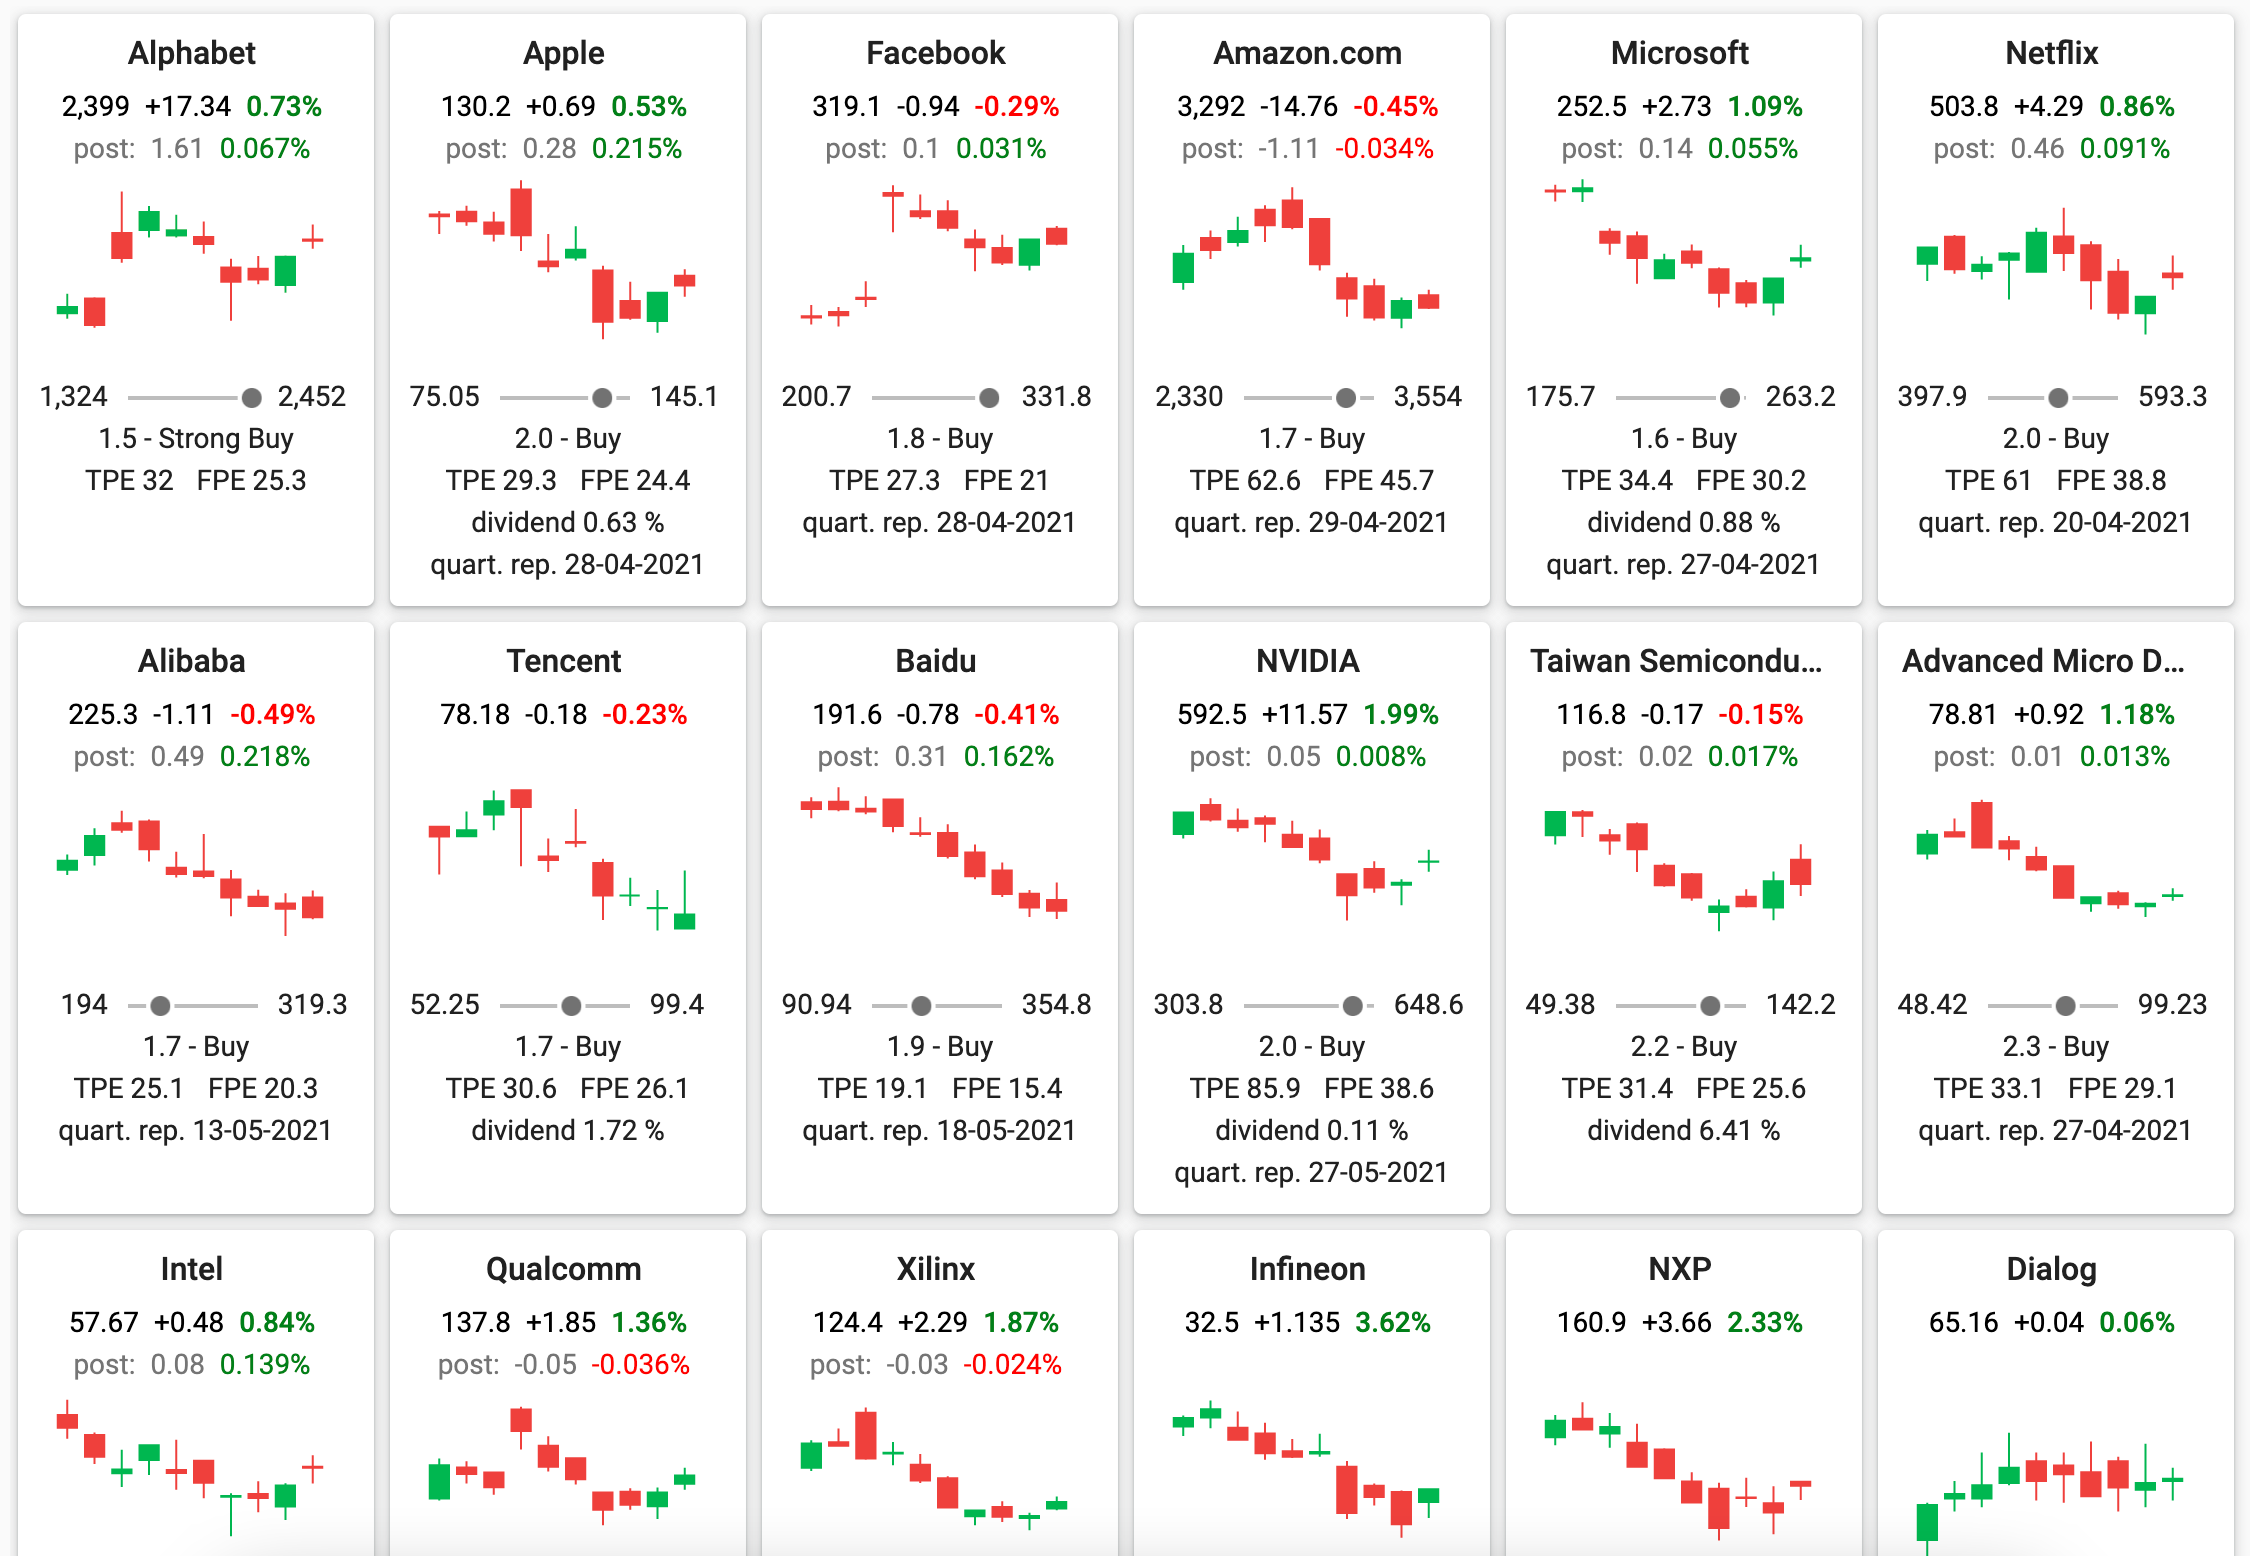 Alphabet
2,399 +17.34 0.73%
post: 1.61 0.067%
1,324 2,452
1.5 - Strong Buy
TPE 32 FPE 25.3
Apple
130.2 +0.69 0.53%
post: 0.28 0.215%
75.05 145.1
2.0 - Buy
TPE 29.3 FPE 24.4
dividend 0.63 %
quart. rep. 28-04-2021
Facebook
319.1 -0.94 -0.29%
post: 0.1 0.031%
200.7 331.8
1.8 - Buy
TPE 27.3 FPE 21
quart. rep. 28-04-2021
Amazon.com
3,292 -14.76 -0.45%
post: -1.11 -0.034%
2,330 3,554
1.7 - Buy
TPE 62.6 FPE 45.7
quart. rep. 29-04-2021
Microsoft
252.5 +2.73 1.09%
post: 0.14 0.055%
175.7 263.2
1.6 - Buy
TPE 34.4 FPE 30.2
dividend 0.88 %
quart. rep. 27-04-2021
Netflix
503.8 +4.29 0.86%
post: 0.46 0.091%
397.9 593.3
2.0 - Buy
TPE 61 FPE 38.8
quart. rep. 20-04-2021
Alibaba
225.3 -1.11 -0.49%
post: 0.49 0.218%
194 319.3
1.7 - Buy
TPE 25.1 FPE 20.3
quart. rep. 13-05-2021
Tencent
78.18 -0.18 -0.23%
52.25 99.4
1.7 - Buy
TPE 30.6 FPE 26.1
dividend 1.72 %
Baidu
191.6 -0.78 -0.41%
post: 0.31 0.162%
90.94 354.8
1.9 - Buy
TPE 19.1 FPE 15.4
quart. rep. 18-05-2021
NVIDIA
592.5 +11.57 1.99%
post: 0.05 0.008%
303.8 648.6
2.0 - Buy
TPE 85.9 FPE 38.6
dividend 0.11 %
quart. rep. 27-05-2021
Taiwan Semicondu...
116.8 -0.17 -0.15%
post: 0.02 0.017%
49.38 142.2
2.2 - Buy
TPE 31.4 FPE 25.6
dividend 6.41 %
Advanced Micro D...
78.81 +0.92 1.18%
post: 0.01 0.013%
48.42 99.23
2.3 - Buy
TPE 33.1 FPE 29.1
quart. rep. 27-04-2021
Intel
57.67 +0.48 0.84%
post: 0.08 0.139%
Qualcomm
137.8 +1.85 1.36%
post: -0.05 -0.036%
Xilinx
124.4 +2.29 1.87%
post: -0.03 -0.024%
Infineon
32.5 +1.135 3.62%
NXP
160.9 +3.66 2.33%
Dialog
65.16 +0.04 0.06%